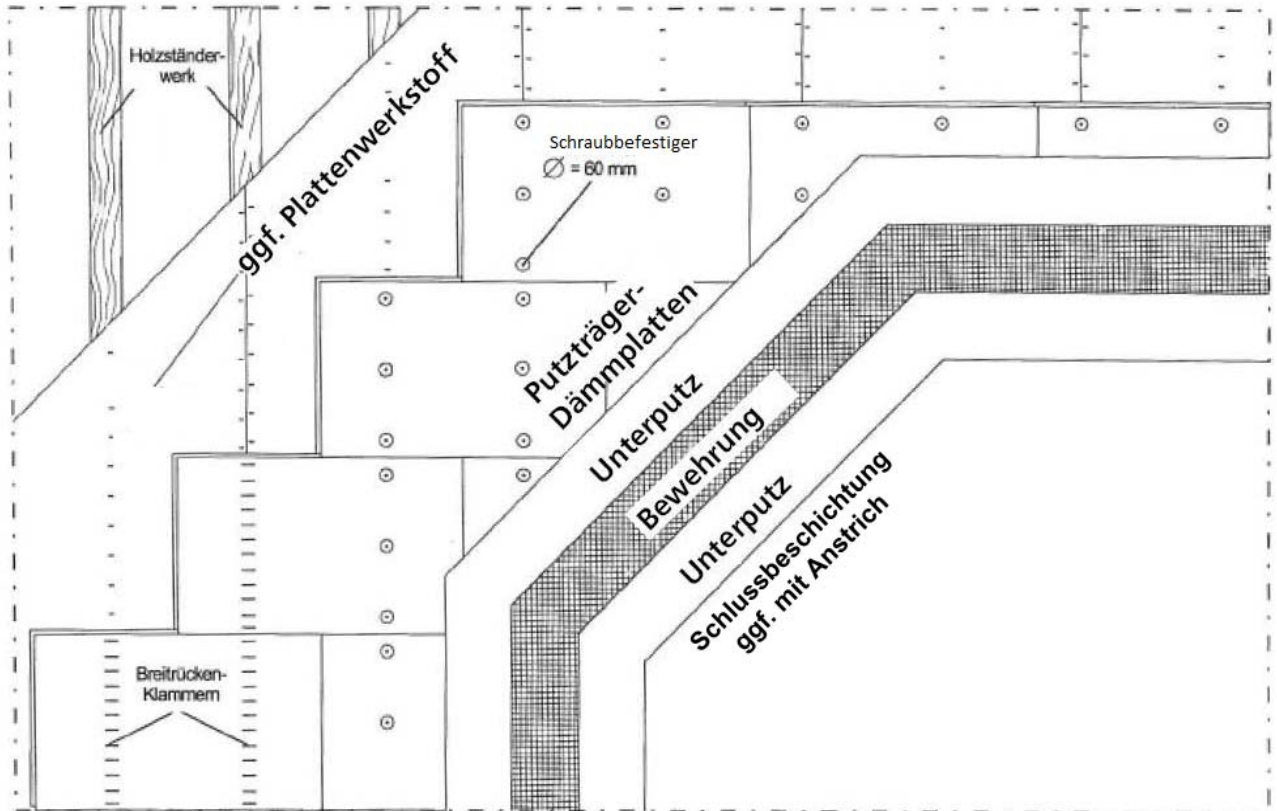 Holzständer-
werk
ggf. Plattenwerkstoff
Schraubbefestiger
Ø = 60 mm
Putzträger-
Dämmplatten
Unterputz
Bewehrung
Unterputz
Schlussbeschichtung
ggf. mit Anstrich
Breitrücken-
Klammern